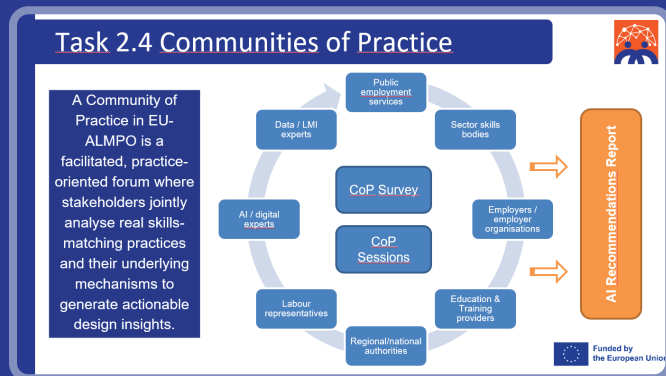 Task 2.4 Communities of Practice
A Community of
Practice in EU-
ALMPO is a
facilitated, practice-
oriented forum where
stakeholders jointly
analyse real skills-
matching practices
and their underlying
mechanisms to
generate actionable
design insights.
Public
employment
services
Sector skills
bodies
Employers /
employer
organisations
Education &
Training
providers
Regional/national
authorities
Labour
representatives
AI / digital
experts
Data / LMI
experts
CoP Survey
CoP
Sessions
AI Recommendations Report
Funded by
the European Union